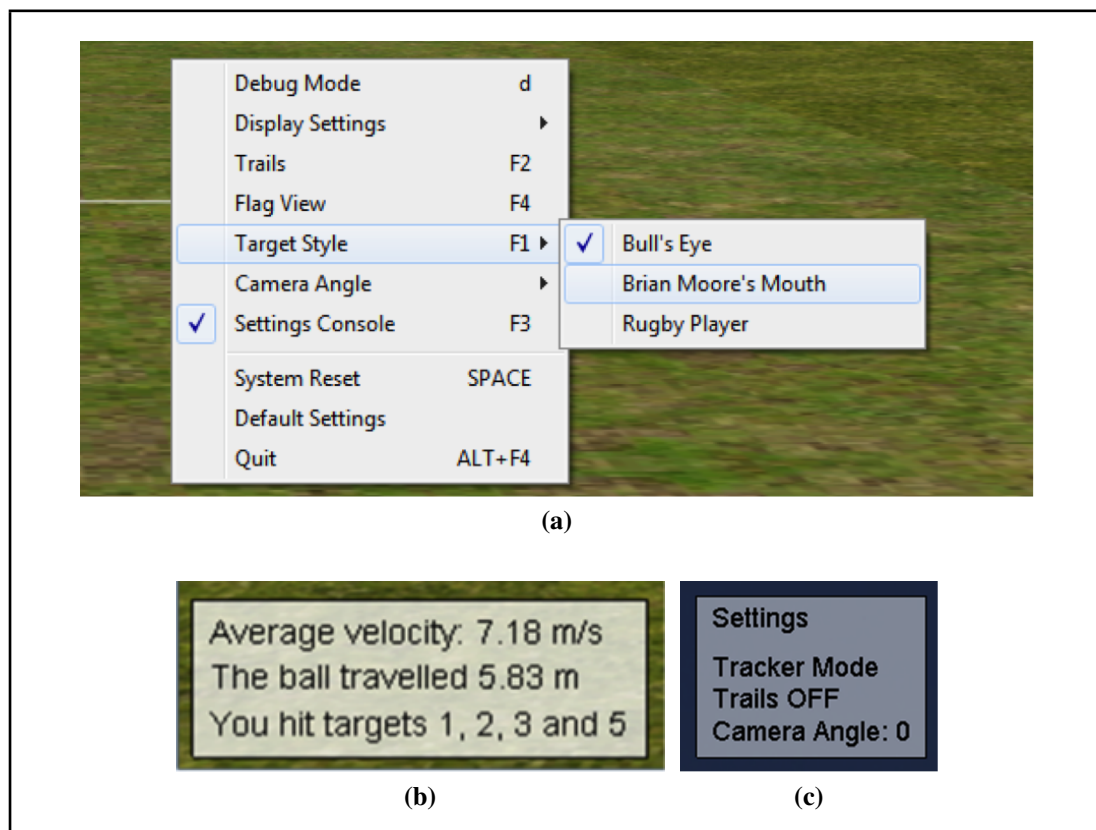 Debug Mode d
Display Settings
Trails F2
Flag View F4
Target Style F1
Camera Angle
Settings Console F3
System Reset SPACE
Default Settings
Quit ALT+F4
Bull's Eye
Brian Moore's Mouth
Rugby Player
(a)
Average velocity: 7.18 m/s
The ball travelled 5.83 m
You hit targets 1, 2, 3 and 5
(b)
Settings
Tracker Mode
Trails OFF
Camera Angle: 0
(c)